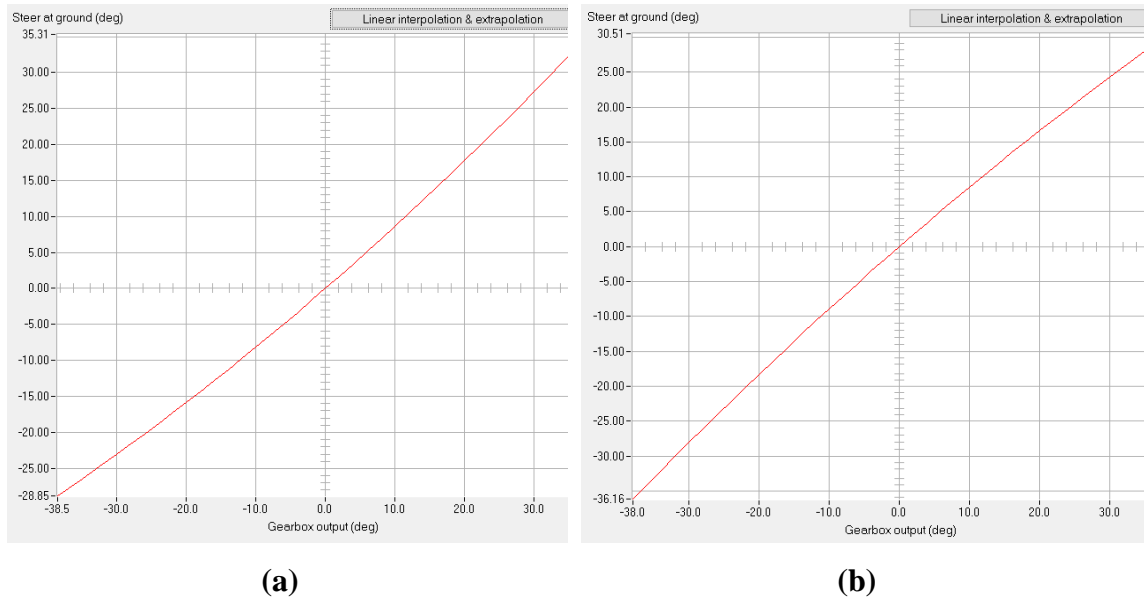 Steer at ground (deg)
Linear interpolation & extrapolation
35.31
30.00
25.00
20.00
15.00
10.00
5.00
0.00
-5.00
-10.00
-15.00
-20.00
-25.00
-28.85
-38.5 -30.0 -20.0 -10.0 0.0 10.0 20.0 30.0
Gearbox output (deg)
(a)
Steer at ground (deg)
Linear interpolation & extrapolation
30.51
25.00
20.00
15.00
10.00
5.00
0.00
-5.00
-10.00
-15.00
-20.00
-25.00
-30.00
-36.16
-38.0 -30.0 -20.0 -10.0 0.0 10.0 20.0 30.0
Gearbox output (deg)
(b)